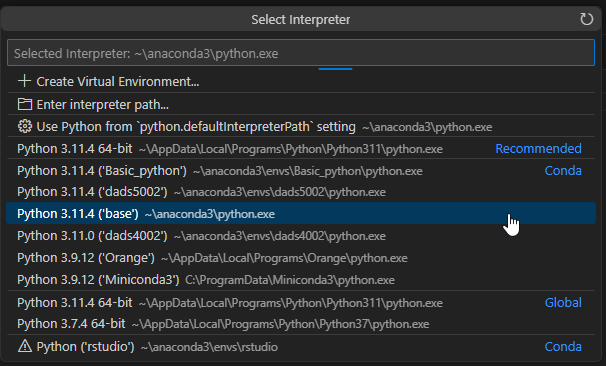 Select Interpreter
Selected Interpreter: ~\anaconda3\python.exe
Create Virtual Environment...
Enter interpreter path...
Use Python from `python.defaultInterpreterPath` setting ~\anaconda3\python.exe
Python 3.11.4 64-bit ~\AppData\Local\Programs\Python\Python311\python.exe Recommended
Python 3.11.4 ('Basic_python') ~\anaconda3\envs\Basic_python\python.exe Conda
Python 3.11.4 ('dads5002') ~\anaconda3\envs\dads5002\python.exe
Python 3.11.4 ('base') ~\anaconda3\python.exe
Python 3.11.0 ('dads4002') ~\anaconda3\envs\dads4002\python.exe
Python 3.9.12 ('Orange') ~\AppData\Local\Programs\Orange\python.exe
Python 3.9.12 ('Miniconda3') C:\ProgramData\Miniconda3\python.exe
Python 3.11.4 64-bit ~\AppData\Local\Programs\Python\Python311\python.exe Global
Python 3.7.4 64-bit ~\AppData\Local\Programs\Python\Python37\python.exe
Python ('rstudio') ~\anaconda3\envs\rstudio Conda